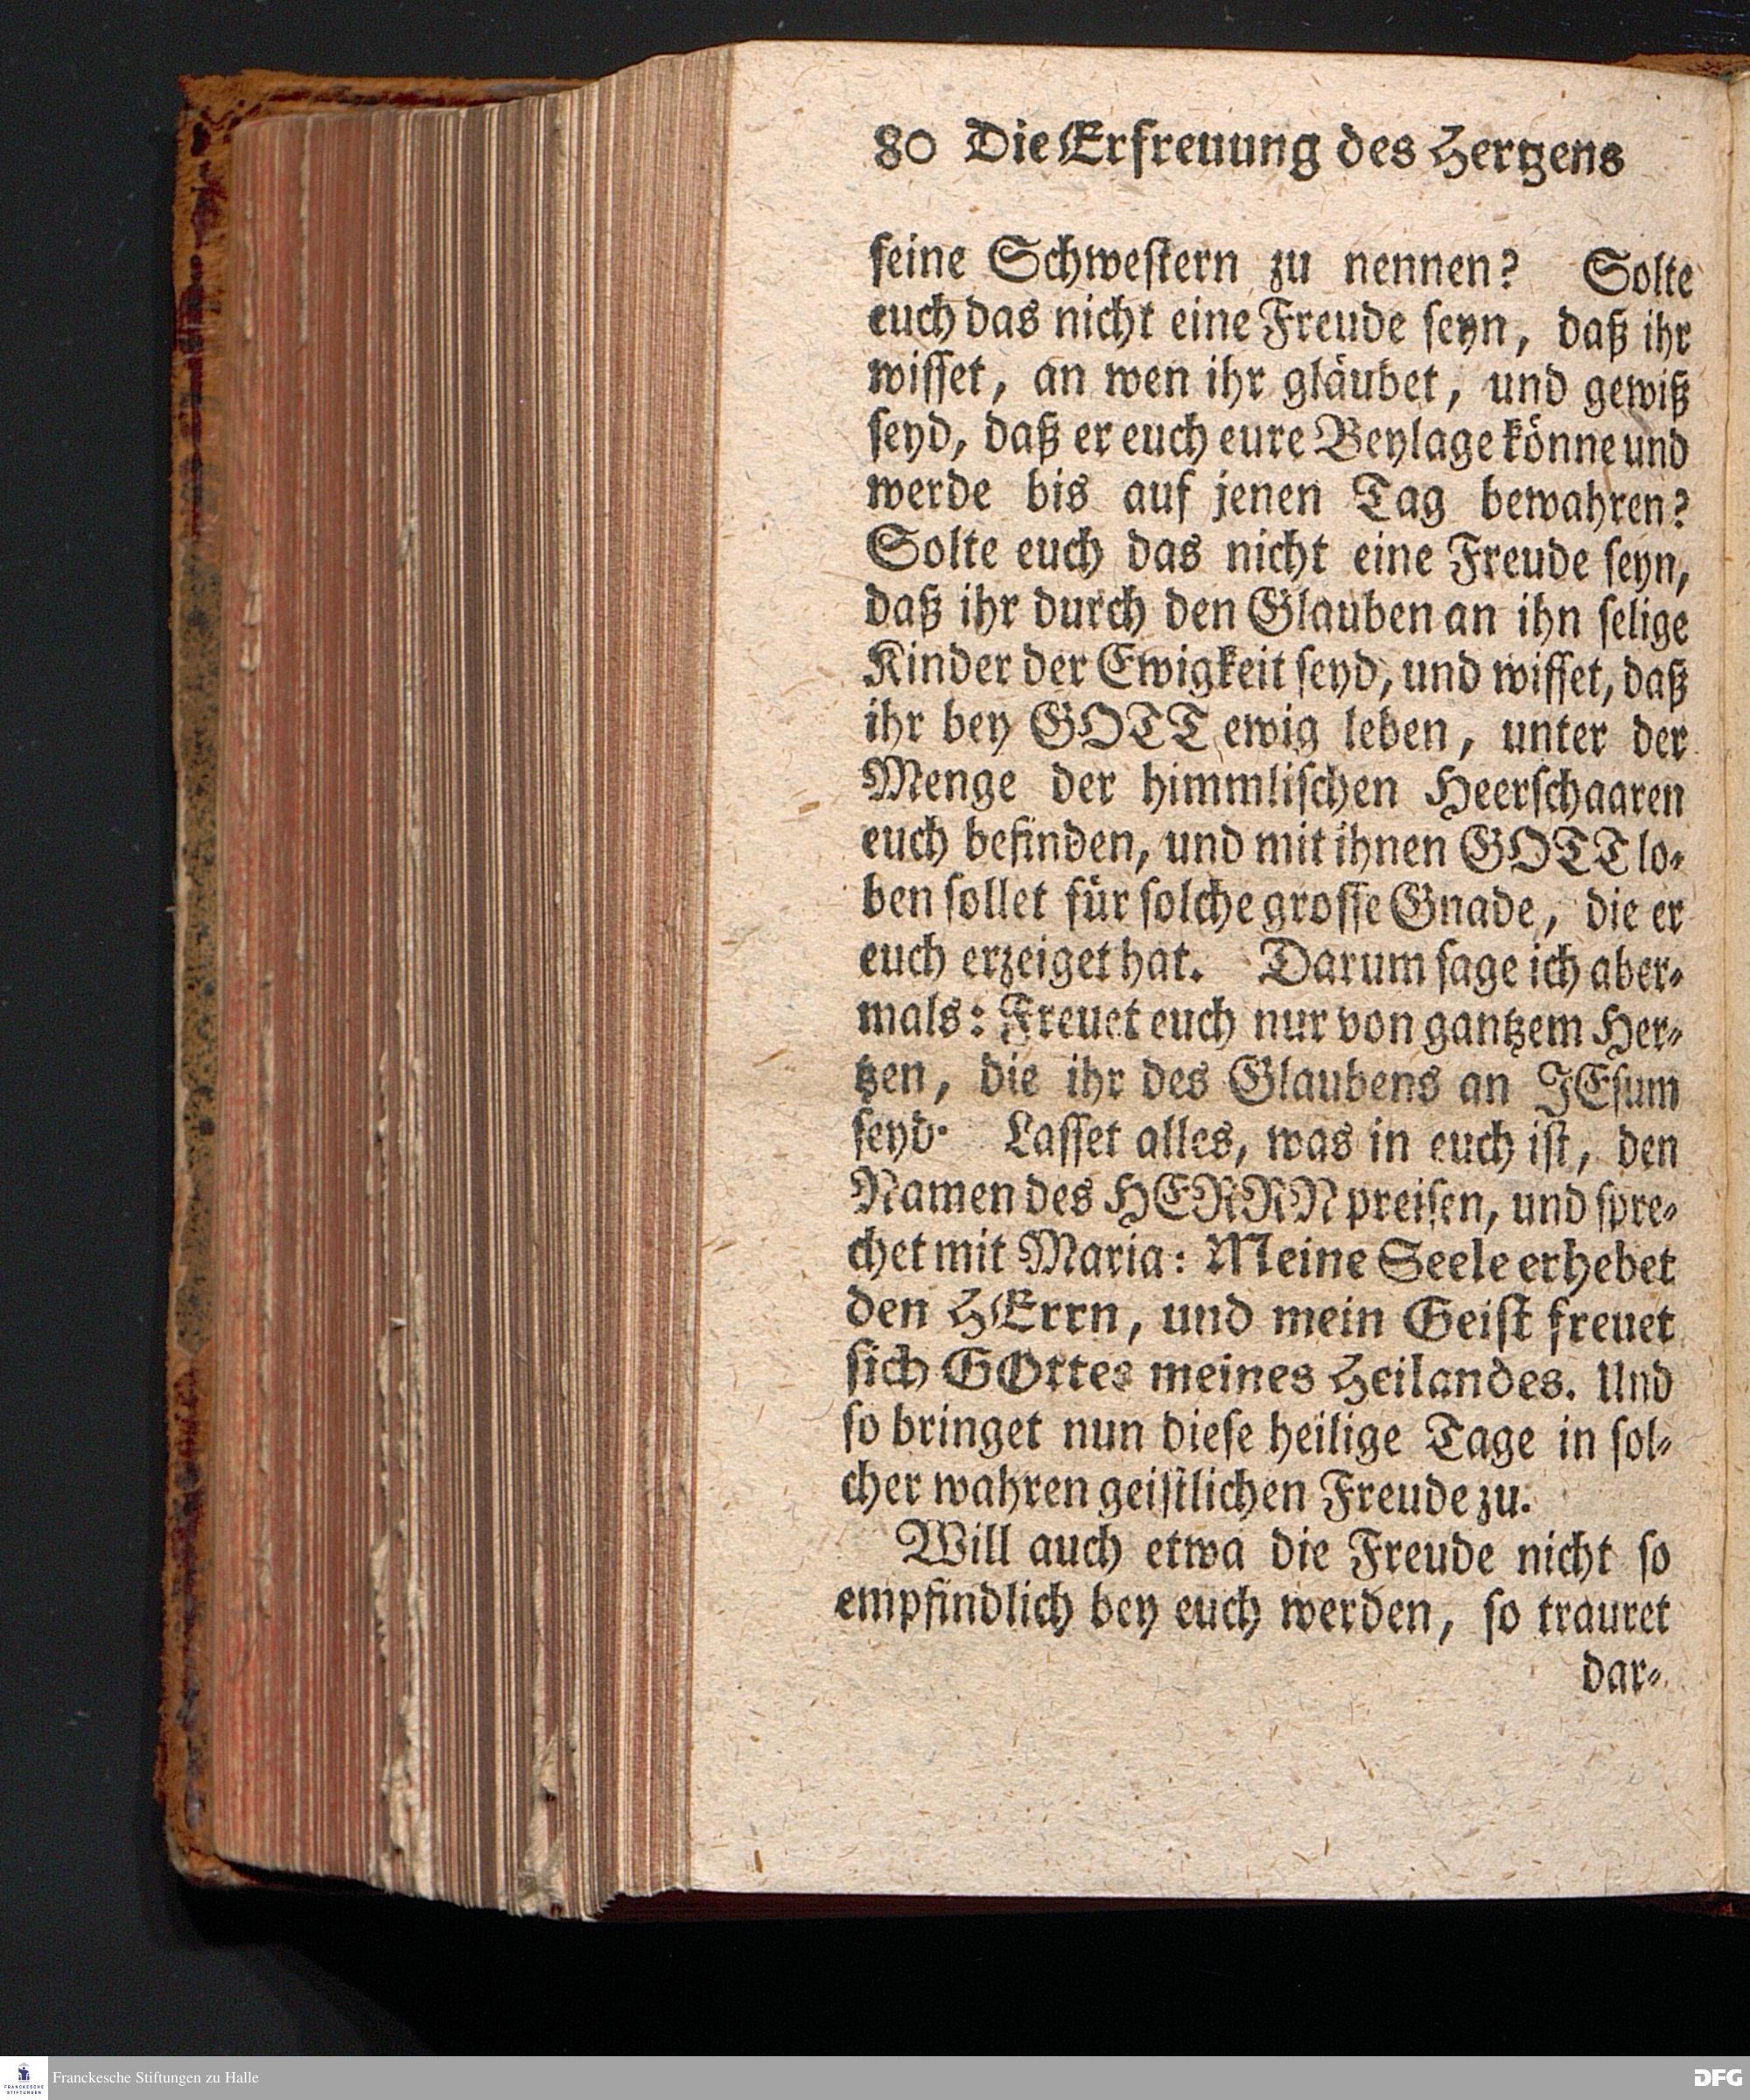 80 Die Erfreuung des Hertzens
seine Schwestern zu nennen? Solte
euch das nicht eine Freude seyn, daß ihr
wisset, an wen ihr gläubet, und gewiß
seyd, daß er euch eure Beylage könne und
werde bis auf jenen Tag bewahren?
Solte euch das nicht eine Freude seyn,
daß ihr durch den Glauben an ihn selige
Kinder der Ewigkeit seyd, und wisset, daß
ihr bey GOTT ewig leben, unter der
Menge der himmlischen Heerschaaren
euch befinden, und mit ihnen GOTT lo-
ben sollet für solche grosse Gnade, die er
euch erzeiget hat. Darum sage ich aber-
mals: Freuet euch nur von gantzem Her-
tzen, die ihr des Glaubens an JEsum
seyd. Lasset alles, was in euch ist, den
Namen des HERRN preisen, und spre-
chet mit Maria: Meine Seele erhebet
den HErrn, und mein Geist freuet
sich GOttes meines Heilandes. Und
so bringet nun diese heilige Tage in sol-
cher wahren geistlichen Freude zu.
Will auch etwa die Freude nicht so
empfindlich bey euch werden, so trauret
dar-
FRANCKESCHE
STIFTUNGEN
Franckesche Stiftungen zu Halle
DFG